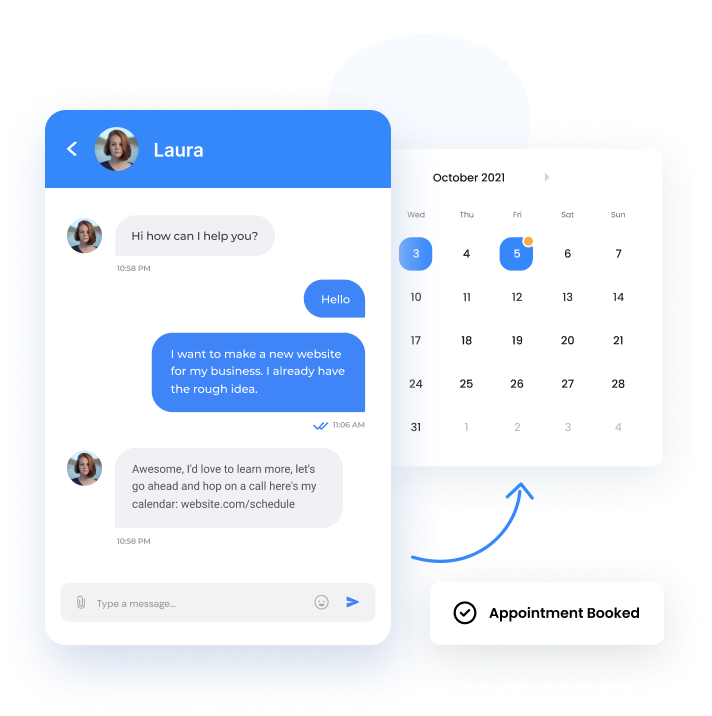 Laura
Hi how can I help you?
10:58 PM
Hello
I want to make a new website
for my business. I already have
the rough idea.
11:06 AM
Awesome, I'd love to learn more, let's
go ahead and hop on a call here's my
calendar: website.com/schedule
10:58 PM
Type a message...
October 2021
Wed Thu Fri Sat Sun
3 4 5 6 7
10 11 12 13 14
17 18 19 20 21
24 25 26 27 28
31 1 2 3 4
Appointment Booked